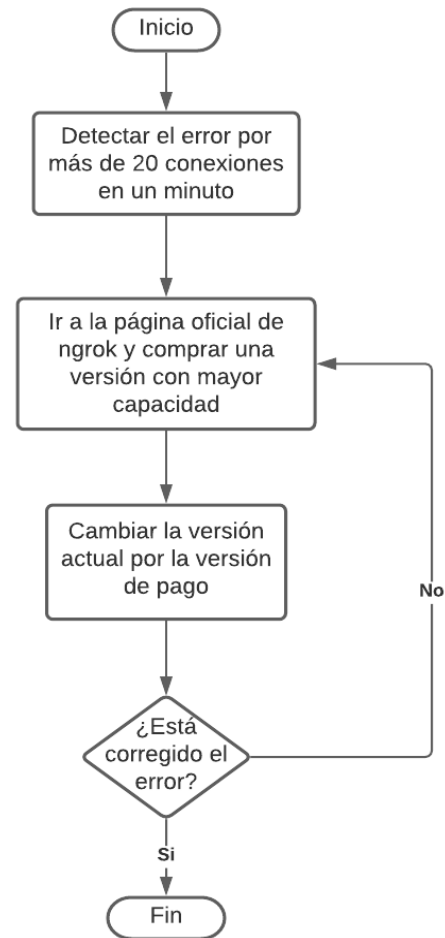 Inicio
Detectar el error por
más de 20 conexiones
en un minuto
Ir a la página oficial de
ngrok y comprar una
versión con mayor
capacidad
Cambiar la versión
actual por la versión
de pago
No
¿Está
corregido el
error?
Si
Fin